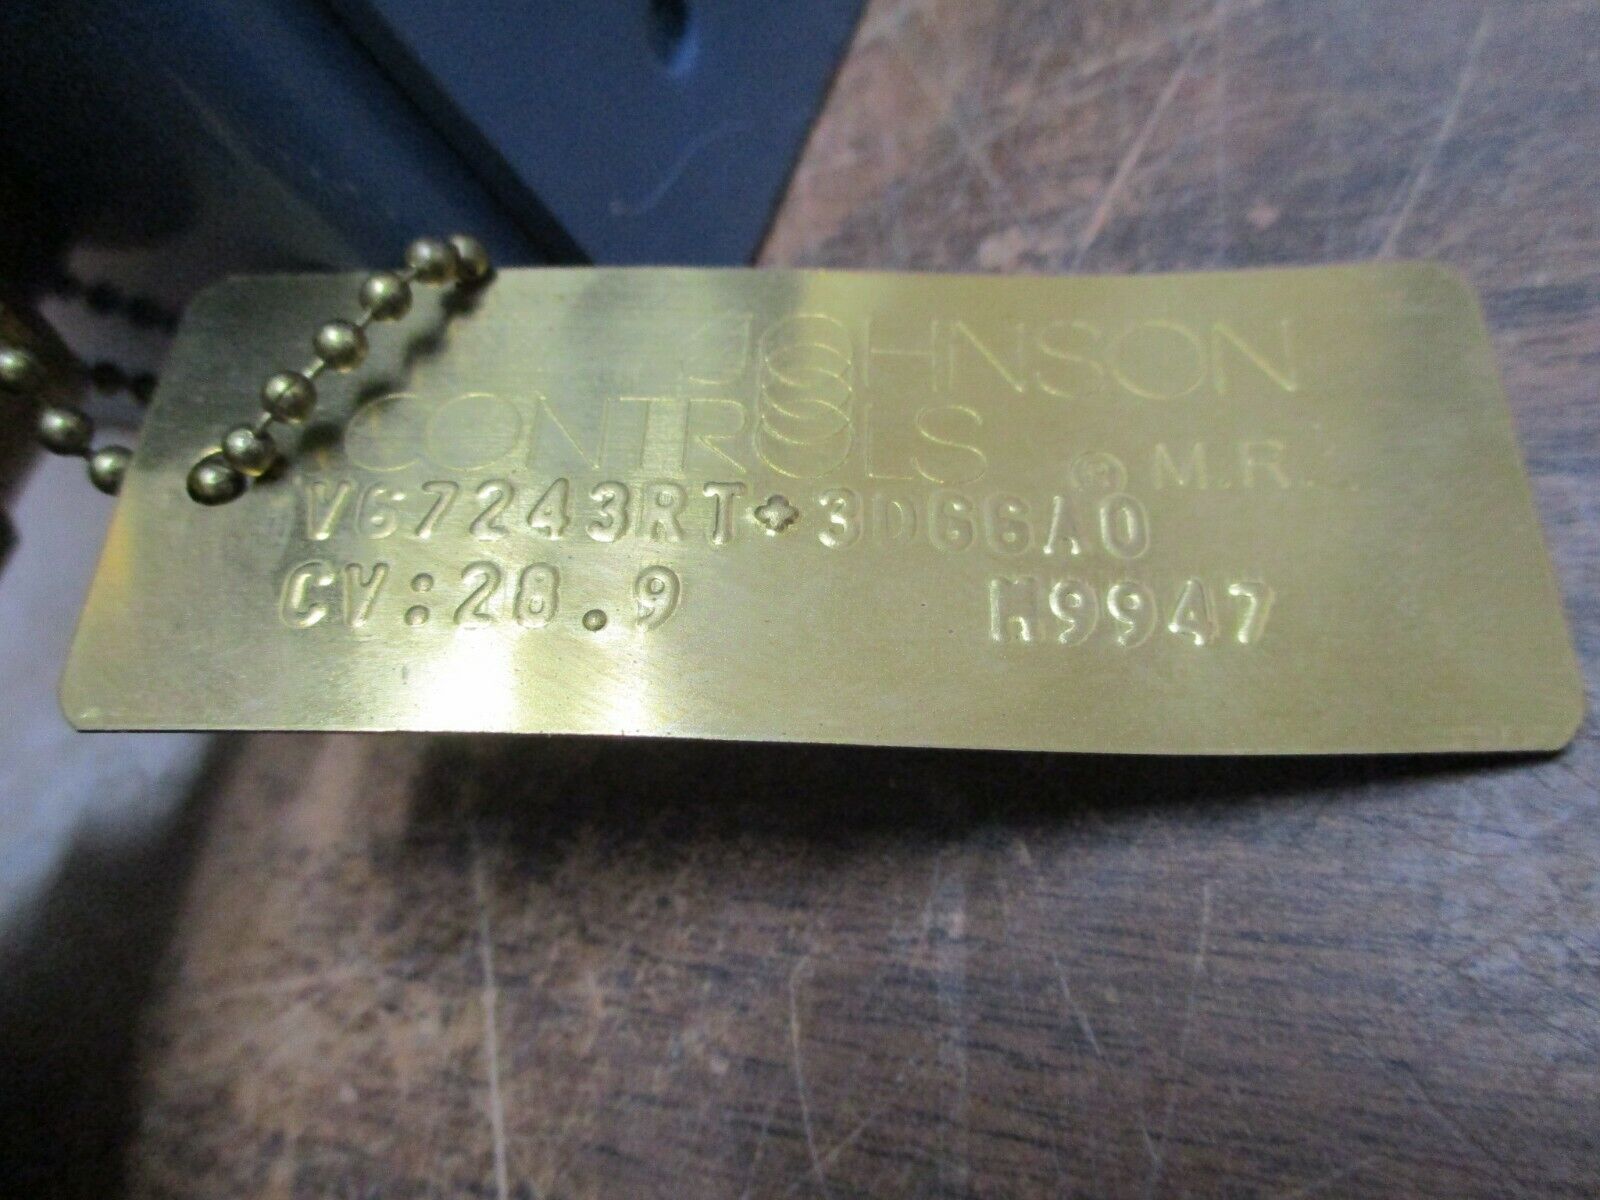 JOHNSON
CONTROLS ® M.R.
V67243RT+3D66A0
CV:28.9 M9947